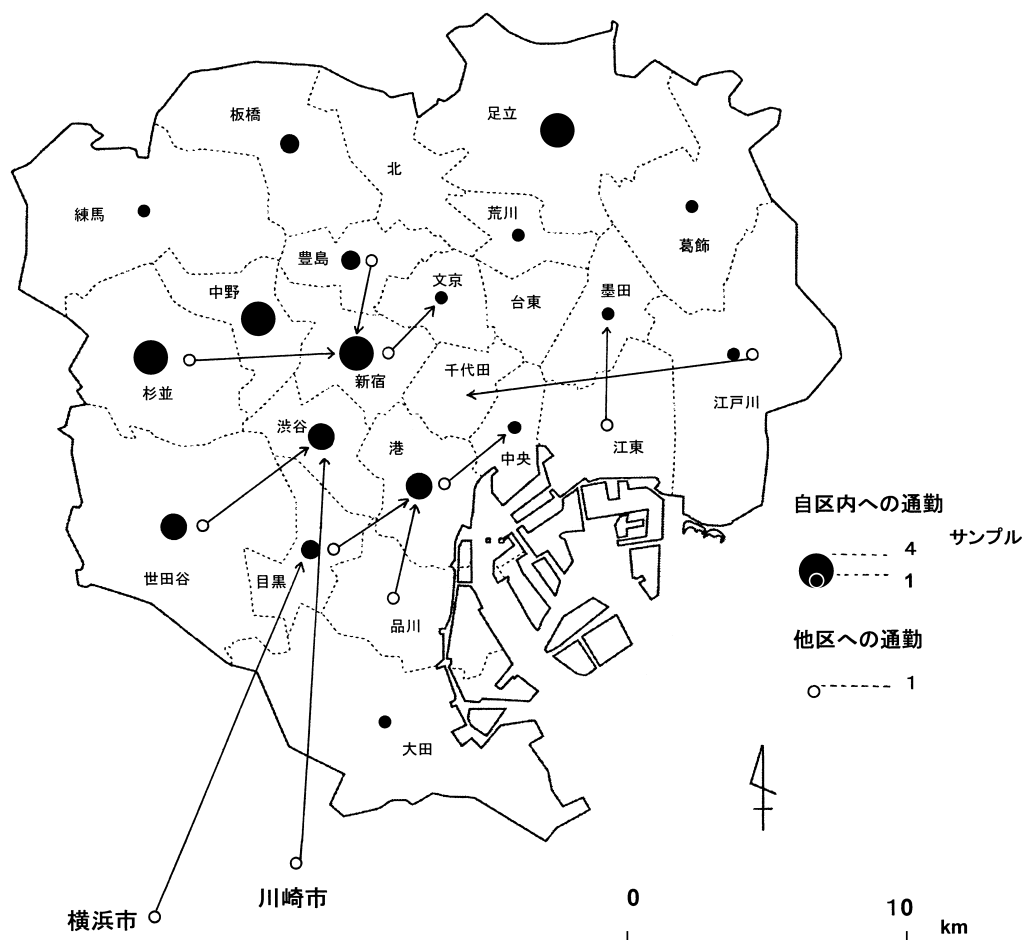 足立
板橋
北
練馬
荒川
葛飾
豊島
文京
中野
墨田
台東
千代田
新宿
杉並
江戸川
渋谷
港
中央
江東
自区内への通勤
サンプル
4
1
世田谷
目黒
品川
他区への通勤
1
大田
川崎市
横浜市
0
10
km